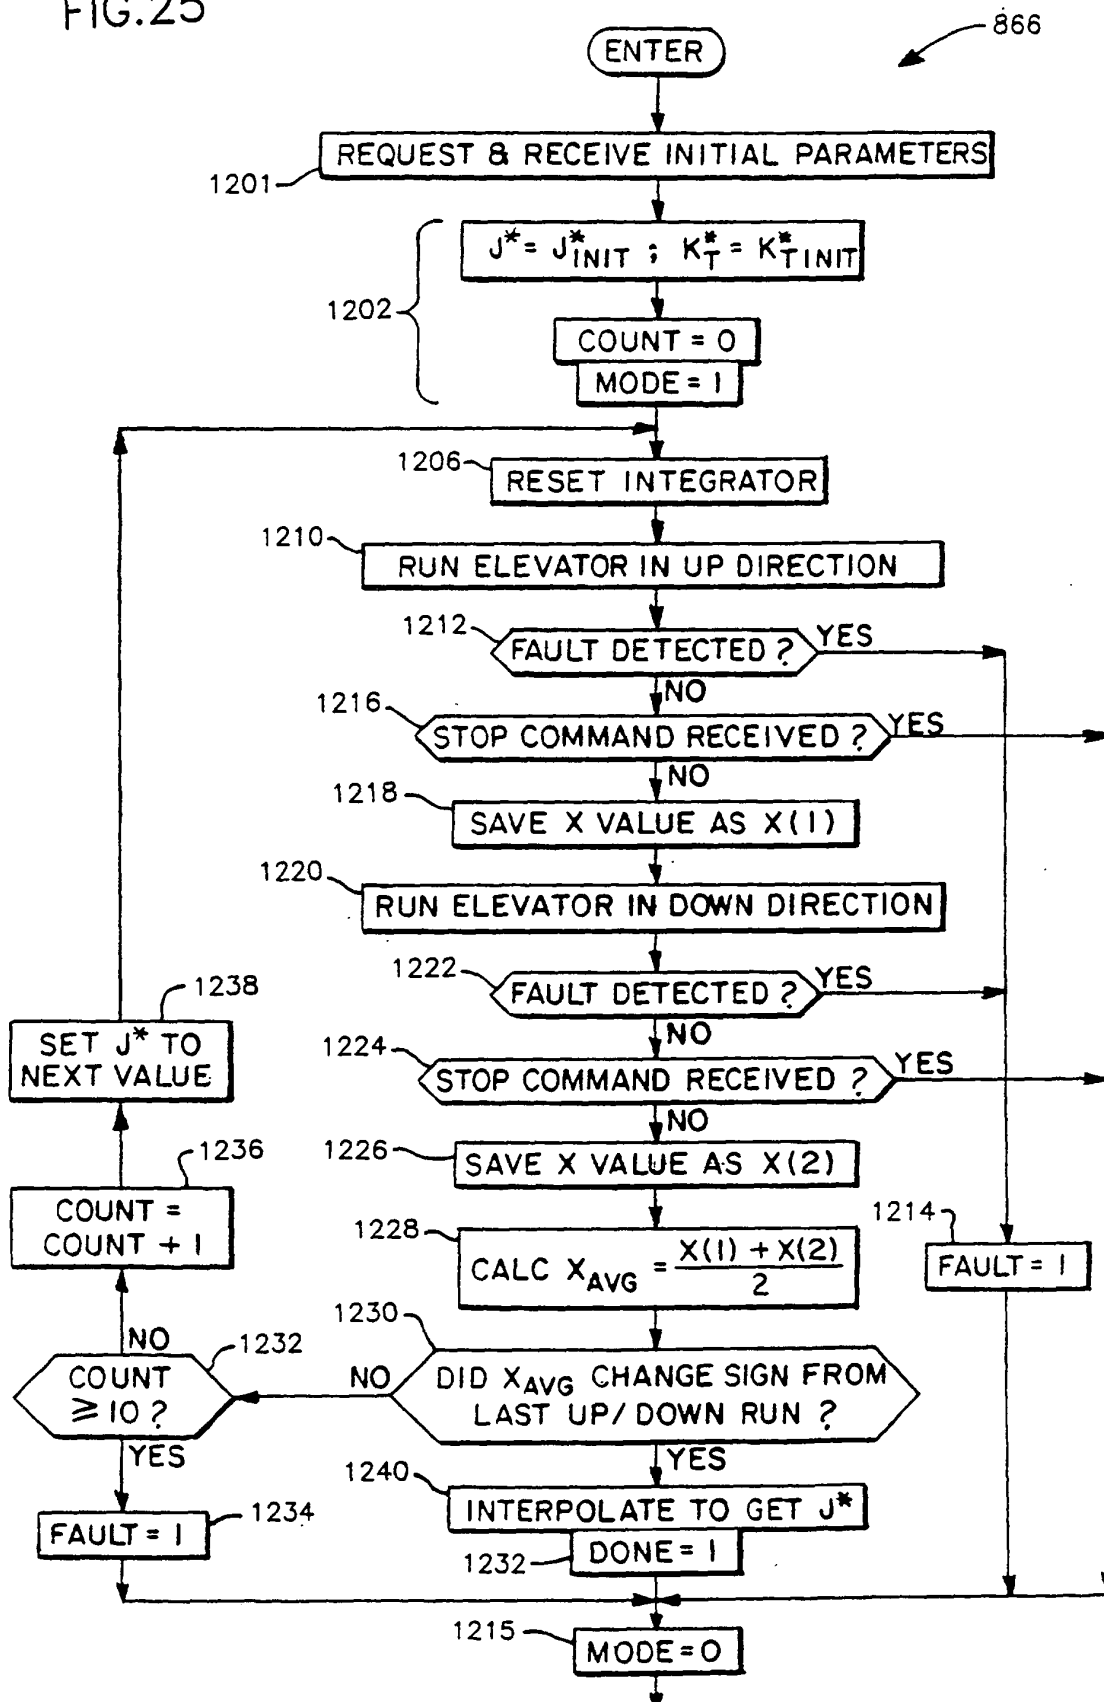 FIG.25
866
ENTER
REQUEST & RECEIVE INITIAL PARAMETERS
1201
J* = J*INIT ; K*T = K*TINIT
1202
COUNT = 0
MODE = 1
1206
RESET INTEGRATOR
1210
RUN ELEVATOR IN UP DIRECTION
1212
FAULT DETECTED ?
YES
NO
1216
STOP COMMAND RECEIVED ?
YES
NO
1218
SAVE X VALUE AS X(1)
1220
RUN ELEVATOR IN DOWN DIRECTION
1222
FAULT DETECTED ?
YES
NO
1224
STOP COMMAND RECEIVED ?
YES
NO
1226
SAVE X VALUE AS X(2)
1228
CALC XAVG = X(1) + X(2)
2
1214
FAULT = 1
1230
DID XAVG CHANGE SIGN FROM
LAST UP/DOWN RUN ?
NO
YES
1232
COUNT
≥ 10 ?
NO
YES
1236
COUNT =
COUNT + 1
1238
SET J* TO
NEXT VALUE
1234
FAULT = 1
1240
INTERPOLATE TO GET J*
1232
DONE = 1
1215
MODE = 0